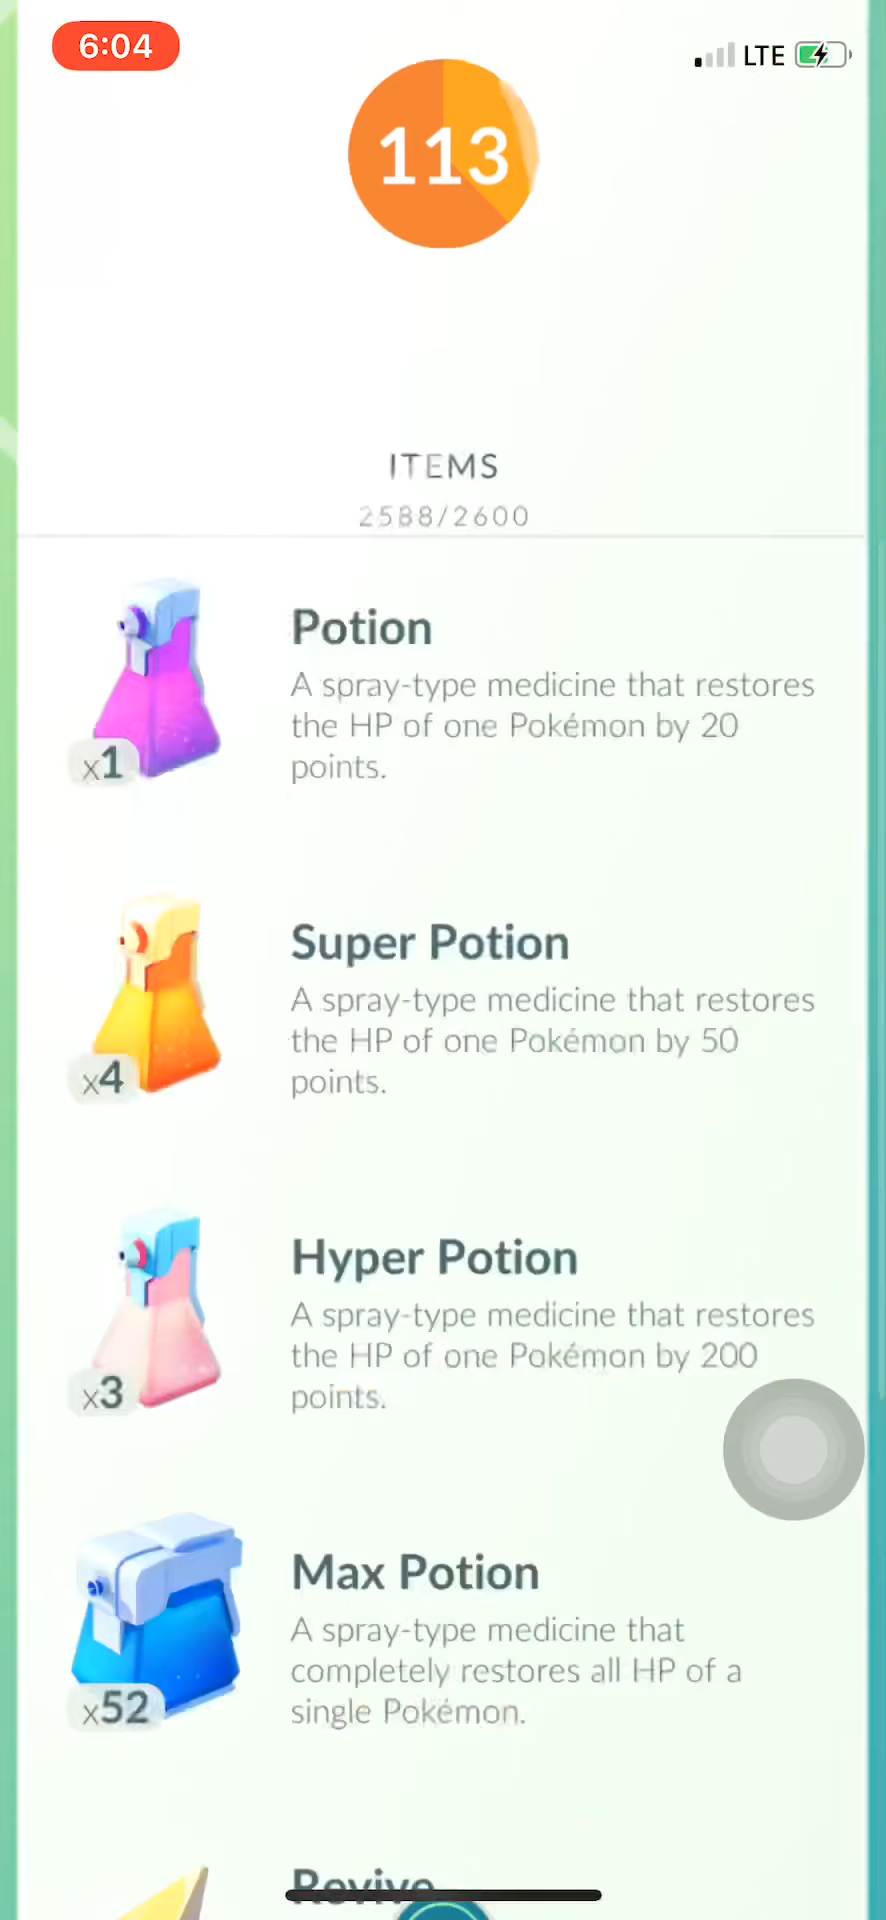 6:04
LTE
113
ITEMS
2588/2600
Potion
A spray-type medicine that restores
the HP of one Pokémon by 20
points.
x1
Super Potion
A spray-type medicine that restores
the HP of one Pokémon by 50
points.
x4
Hyper Potion
A spray-type medicine that restores
the HP of one Pokémon by 200
points.
x3
Max Potion
A spray-type medicine that
completely restores all HP of a
single Pokémon.
x52
Revive